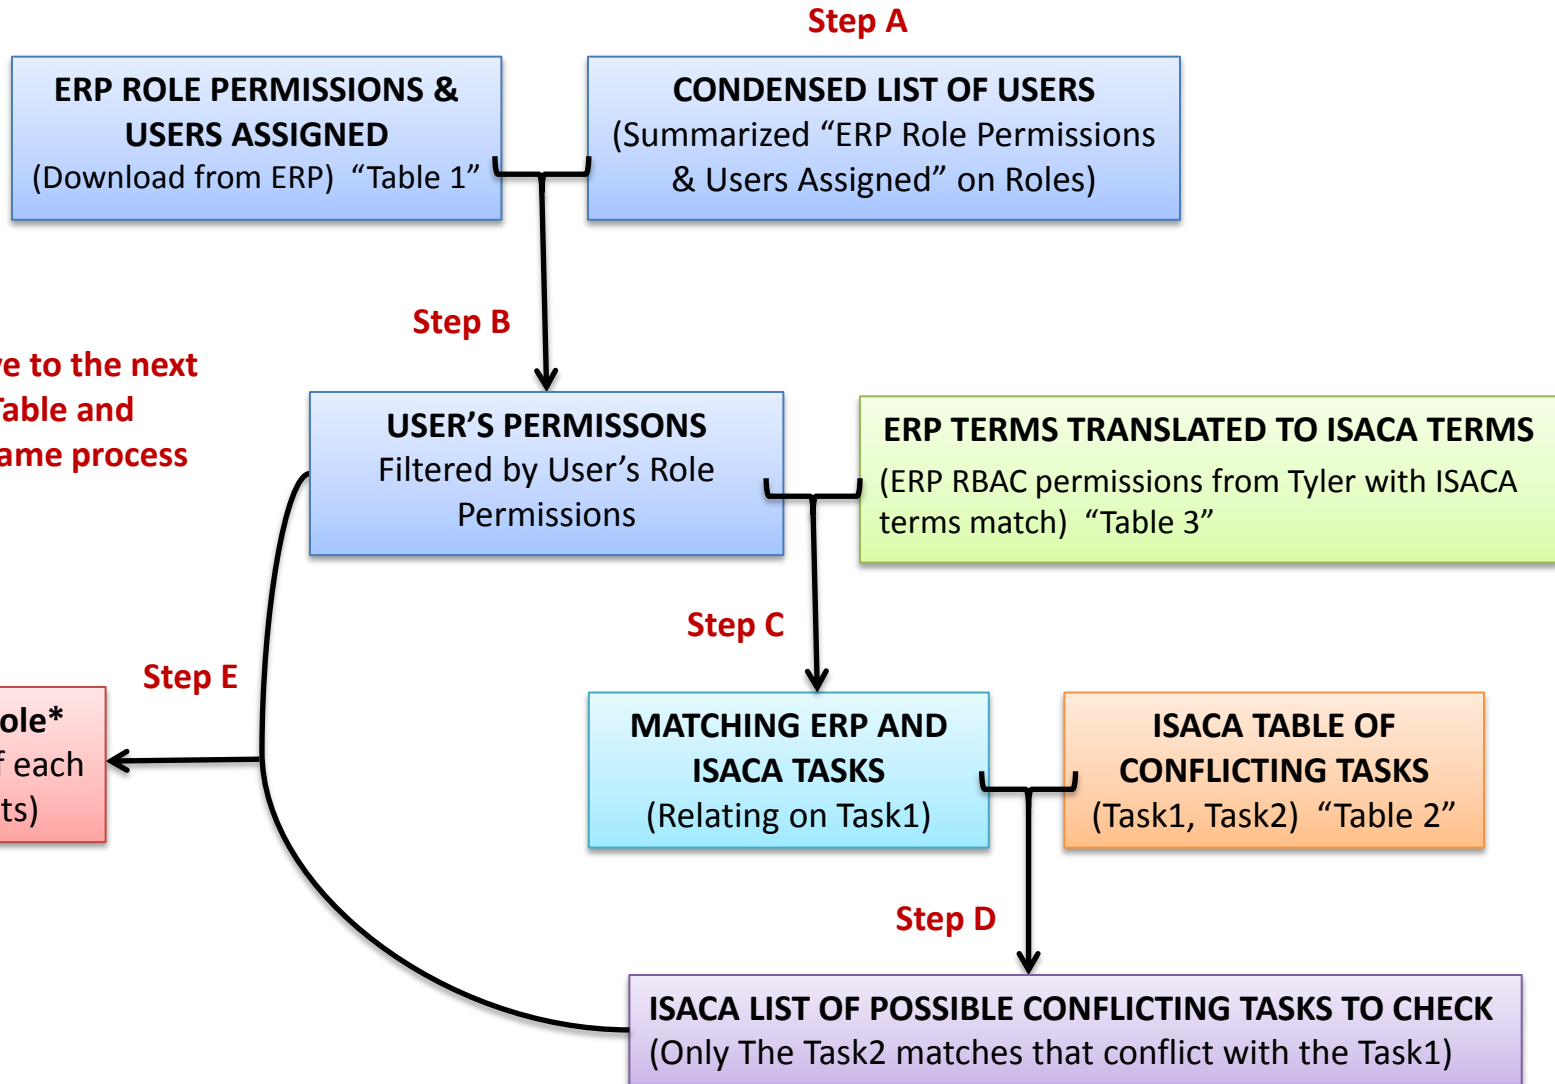 Step A
ERP ROLE PERMISSIONS &
USERS ASSIGNED
(Download from ERP) “Table 1”
CONDENSED LIST OF USERS
(Summarized “ERP Role Permissions
& Users Assigned” on Roles)
Step B
to the next
Table and
same process
USER’S PERMISSONS
Filtered by User’s Role
Permissions
ERP TERMS TRANSLATED TO ISACA TERMS
(ERP RBAC permissions from Tyler with ISACA
terms match) “Table 3”
Step C
Step E
ole*
f each
ts)
MATCHING ERP AND
ISACA TASKS
(Relating on Task1)
ISACA TABLE OF
CONFLICTING TASKS
(Task1, Task2) “Table 2”
Step D
ISACA LIST OF POSSIBLE CONFLICTING TASKS TO CHECK
(Only The Task2 matches that conflict with the Task1)